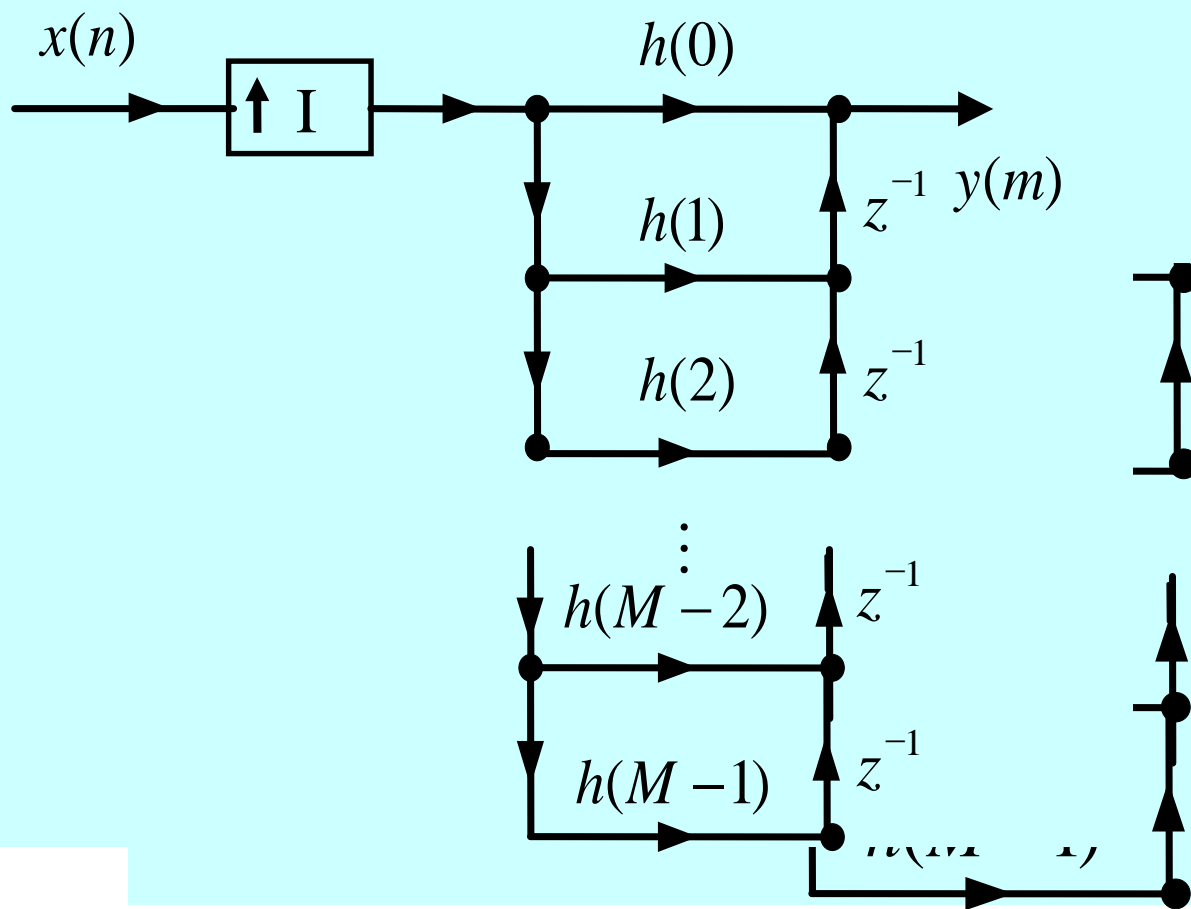 x(n)
h(0)
↑ I
z⁻¹
y(m)
h(1)
z⁻¹
h(2)
⋮
z⁻¹
h(M − 2)
z⁻¹
h(M − 1)